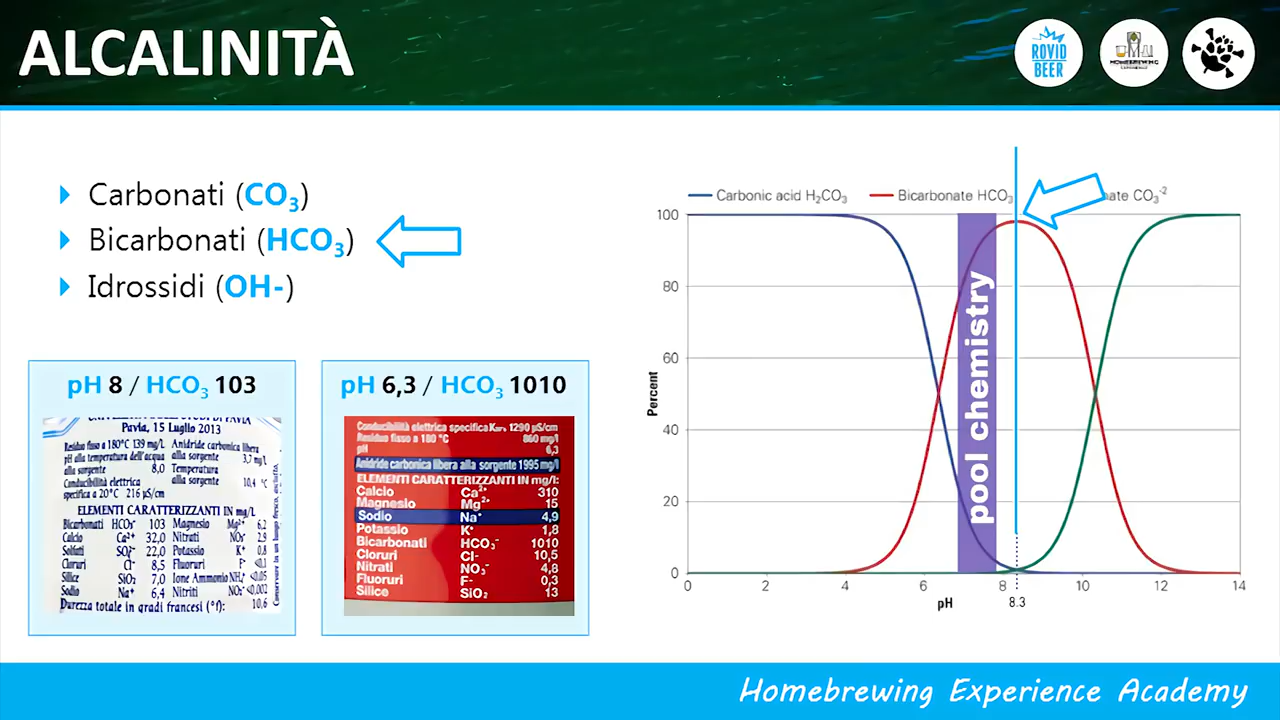 ALCALINITÀ
ROVID
BEER
HOMEBREWING
Carbonati (CO₃)
Bicarbonati (HCO₃)
Idrossidi (OH-)
pH 8 / HCO₃ 103
Pavia, 15 Luglio 2013
Residuo fisso a 180°C 139 mg/L
pH alla temperatura dell'acqua
alla sorgente 8,0
Conducibilità elettrica
specifica a 20°C 216 µS/cm
Anidride carbonica libera
alla sorgente 3,7 mg/L
Temperatura
alla sorgente 10,4 °C
ELEMENTI CARATTERIZZANTI IN mg/L
Bicarbonati HCO₃⁻ 103 Magnesio Mg²⁺ 6,2
Calcio Ca²⁺ 32,0 Nitrati NO₃⁻ 2,9
Solfati SO₄²⁻ 22,0 Potassio K⁺ 0,8
Cloruri Cl⁻ 8,5 Fluoruri F⁻ <0,1
Silice SiO₂ 7,0 Ione Ammonio NH₄⁺ <0,05
Sodio Na⁺ 6,4 Nitriti NO₂⁻ <0,002
Durezza totale in gradi francesi (°f): 10,6
pH 6,3 / HCO₃ 1010
Conducibilità elettrica specifica 1290 µS/cm
Residuo fisso a 180 °C 860 mg/l
pH 6,3
Anidride carbonica libera alla sorgente 1995 mg/l
ELEMENTI CARATTERIZZANTI IN mg/l:
Calcio Ca²⁺ 310
Magnesio Mg²⁺ 15
Sodio Na⁺ 4,9
Potassio K⁺ 1,8
Bicarbonati HCO₃⁻ 1010
Cloruri Cl⁻ 10,5
Nitrati NO₃⁻ 4,8
Fluoruri F⁻ 0,3
Silice SiO₂ 13
Carbonic acid H₂CO₃ Bicarbonate HCO₃ nate CO₃⁻²
100
80
60
40
20
0
Percent
pool chemistry
0 2 4 6 8 10 12 14
8.3
pH
Homebrewing Experience Academy